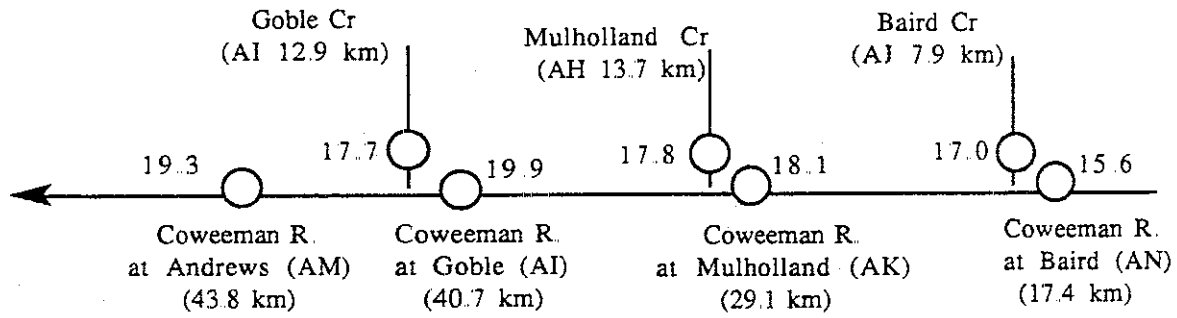 Goble Cr
(AI 12.9 km)
Mulholland Cr
(AH 13.7 km)
Baird Cr
(AJ 7.9 km)
19.3
17.7
19.9
17.8
18.1
17.0
15.6
Coweeman R.
at Andrews (AM)
(43.8 km)
Coweeman R.
at Goble (AI)
(40.7 km)
Coweeman R.
at Mulholland (AK)
(29.1 km)
Coweeman R.
at Baird (AN)
(17.4 km)